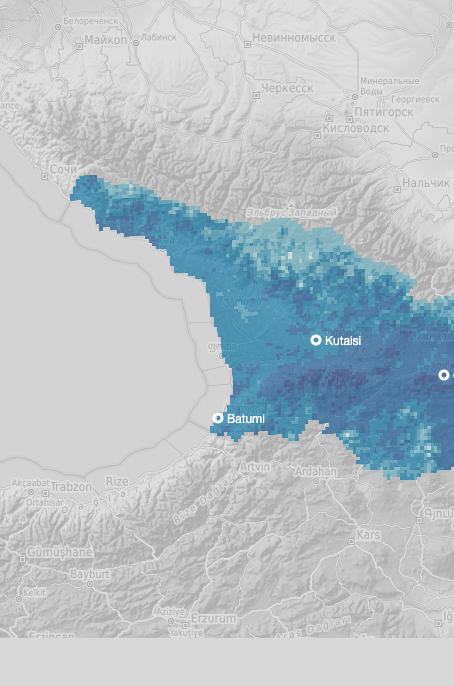 Белореченск
Майкоп
Лабинск
Невинномысск
Черкесск
Минеральные
Воды
Георгиевск
Пятигорск
Кисловодск
Нальчик
Сочи
Эльбрус Западный
Kutaisi
Batumi
Artvin
Ardahan
Rize
Akçaabat
Trabzon
Ortahisar
Kars
Gümüşhane
Bayburt
Kelkit
Aziziye
Yakutiye
Erzurum
Erzincan